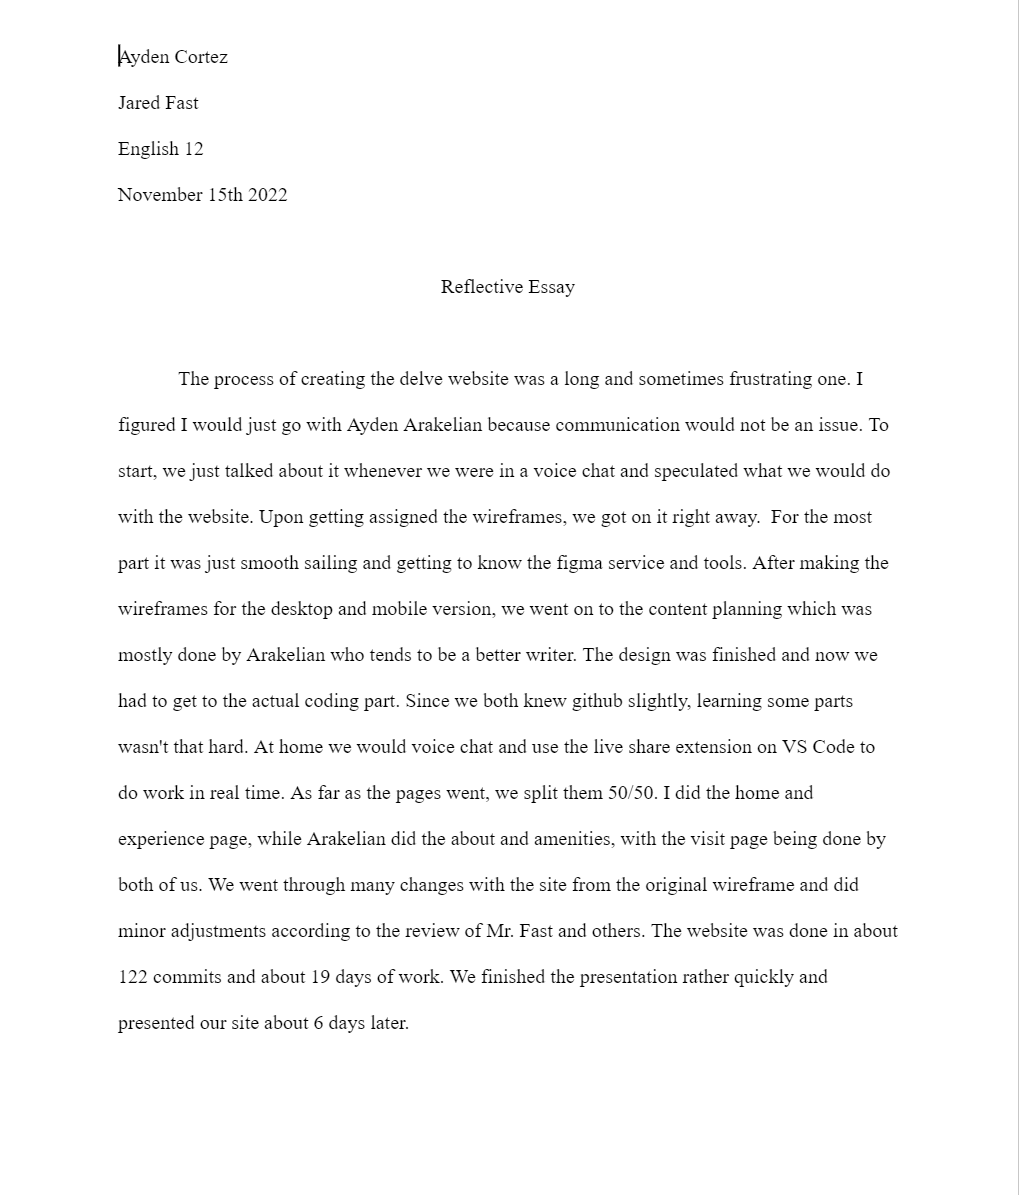 Ayden Cortez
Jared Fast
English 12
November 15th 2022
Reflective Essay
The process of creating the delve website was a long and sometimes frustrating one. I
figured I would just go with Ayden Arakelian because communication would not be an issue. To
start, we just talked about it whenever we were in a voice chat and speculated what we would do
with the website. Upon getting assigned the wireframes, we got on it right away.  For the most
part it was just smooth sailing and getting to know the figma service and tools. After making the
wireframes for the desktop and mobile version, we went on to the content planning which was
mostly done by Arakelian who tends to be a better writer. The design was finished and now we
had to get to the actual coding part. Since we both knew github slightly, learning some parts
wasn't that hard. At home we would voice chat and use the live share extension on VS Code to
do work in real time. As far as the pages went, we split them 50/50. I did the home and
experience page, while Arakelian did the about and amenities, with the visit page being done by
both of us. We went through many changes with the site from the original wireframe and did
minor adjustments according to the review of Mr. Fast and others. The website was done in about
122 commits and about 19 days of work. We finished the presentation rather quickly and
presented our site about 6 days later.